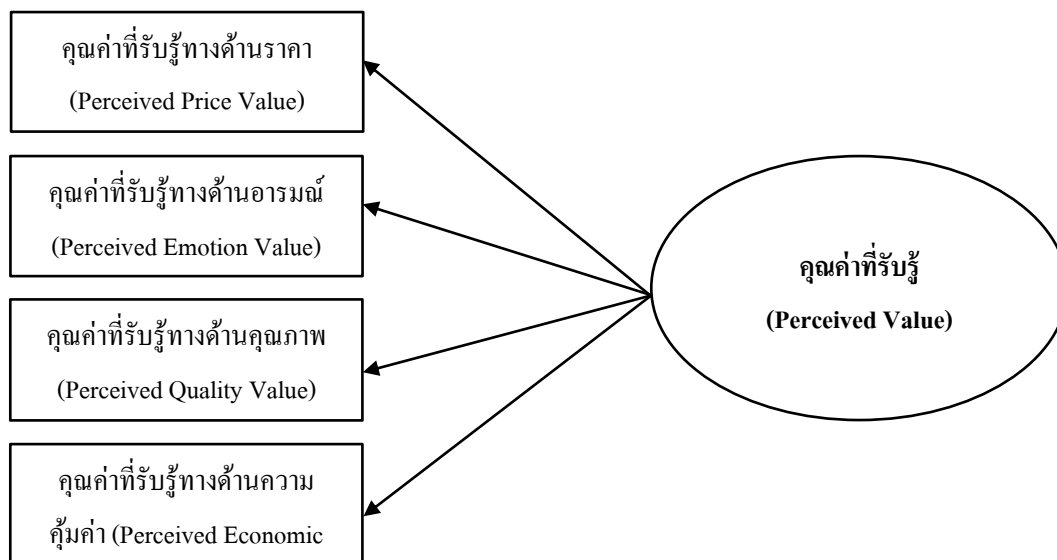 คุณค่าที่รับรู้ทางด้านราคา
(Perceived Price Value)
คุณค่าที่รับรู้ทางด้านอารมณ์
(Perceived Emotion Value)
คุณค่าที่รับรู้ทางด้านคุณภาพ
(Perceived Quality Value)
คุณค่าที่รับรู้ทางด้านความ
คุ้มค่า (Perceived Economic
คุณค่าที่รับรู้
(Perceived Value)